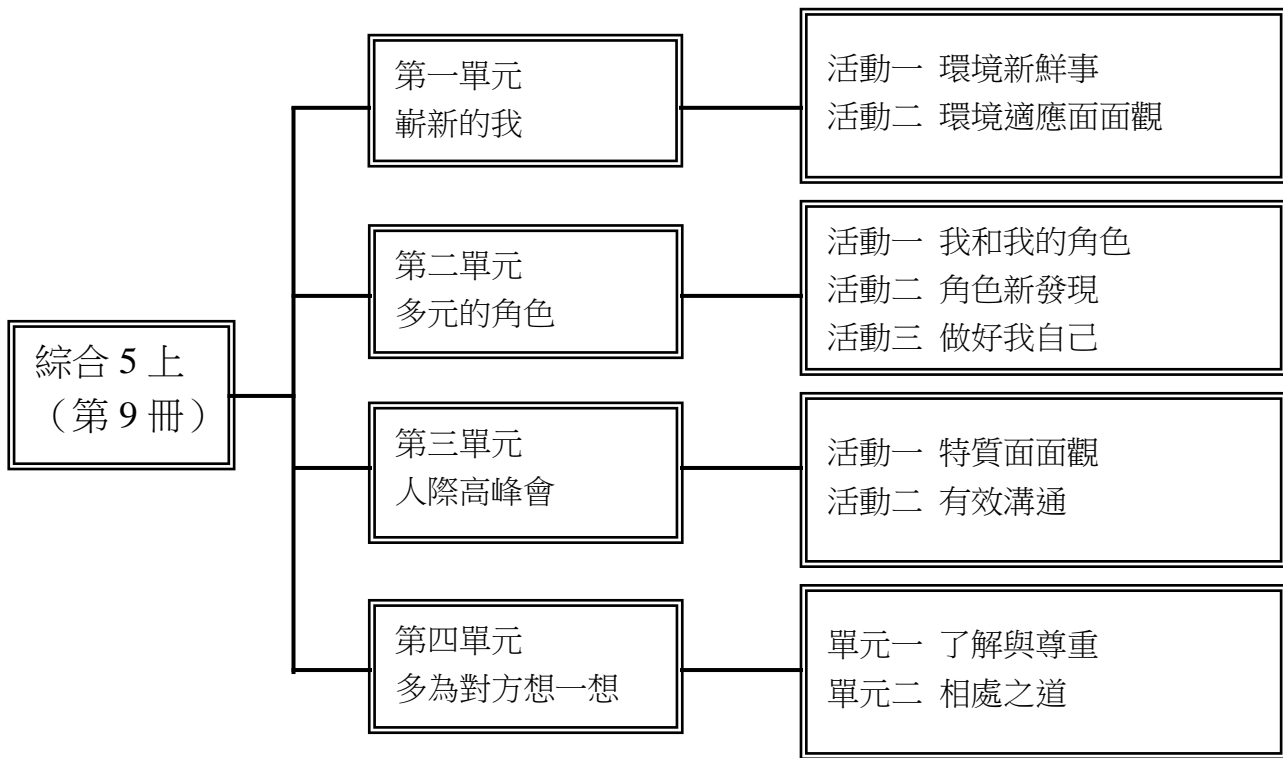 綜合 5 上
（第 9 冊）
第一單元
嶄新的我
活動一 環境新鮮事
活動二 環境適應面面觀
第二單元
多元的角色
活動一 我和我的角色
活動二 角色新發現
活動三 做好我自己
第三單元
人際高峰會
活動一 特質面面觀
活動二 有效溝通
第四單元
多為對方想一想
單元一 了解與尊重
單元二 相處之道